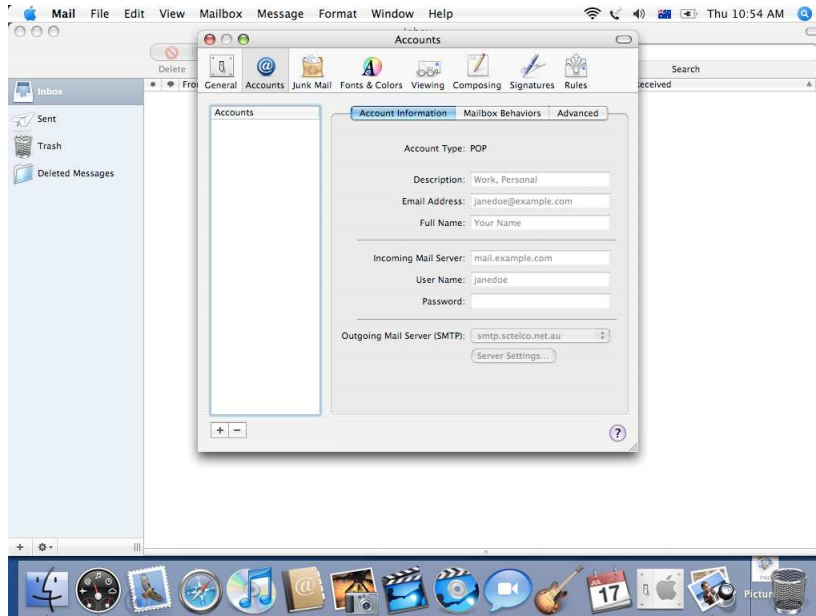 Mail File Edit View Mailbox Message Format Window Help Thu 10:54 AM
Accounts
Delete
Search
General Accounts Junk Mail Fonts & Colors Viewing Composing Signatures Rules
Inbox
Sent
Trash
Deleted Messages
Accounts
Account Information Mailbox Behaviors Advanced
Account Type: POP
Description: Work, Personal
Email Address: janedoe@example.com
Full Name: Your Name
Incoming Mail Server: mail.example.com
User Name: janedoe
Password:
Outgoing Mail Server (SMTP): smtp.sctelco.net.au
Server Settings...
+ −
?
+
JUL
17